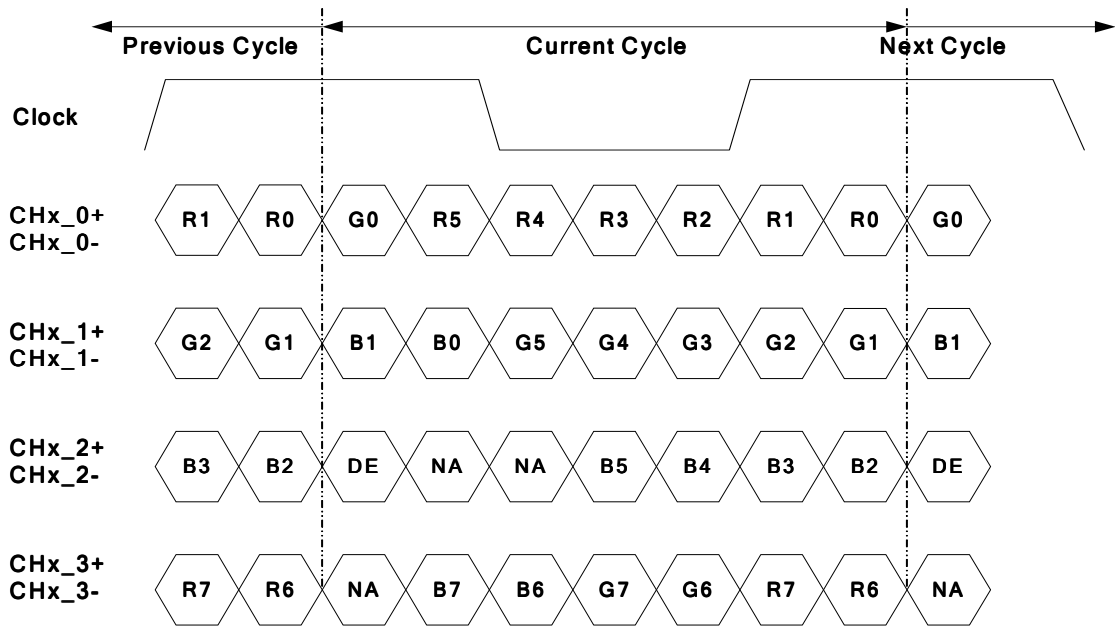 Previous Cycle Current Cycle Next Cycle
Clock
CHx_0+
CHx_0-
R1 R0 G0 R5 R4 R3 R2 R1 R0 G0
CHx_1+
CHx_1-
G2 G1 B1 B0 G5 G4 G3 G2 G1 B1
CHx_2+
CHx_2-
B3 B2 DE NA NA B5 B4 B3 B2 DE
CHx_3+
CHx_3-
R7 R6 NA B7 B6 G7 G6 R7 R6 NA